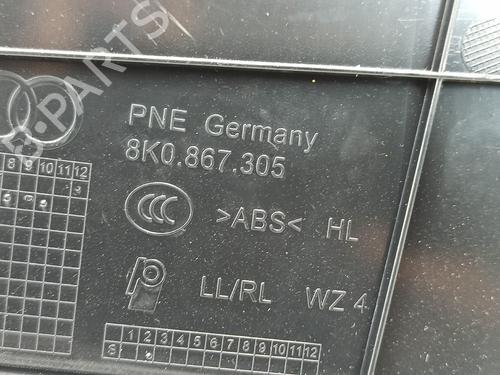 B-PARTS
PNE Germany
8K0.867.305
CCC >ABS< HL
8 9 10 11 12
LL/RL WZ 4
1 2 3 4 5 6 7 8 9 10 11 12
S